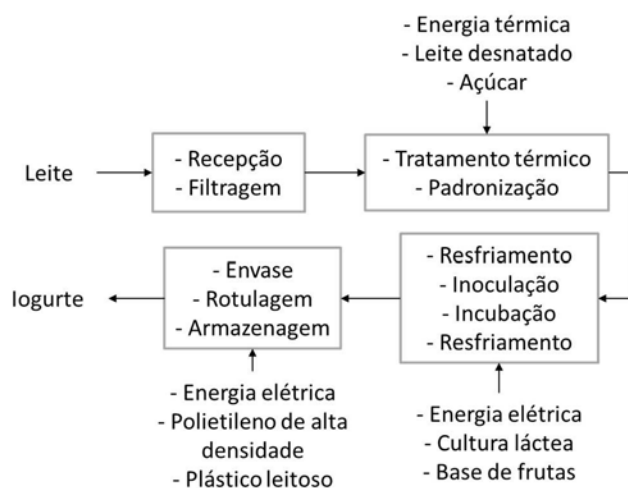 - Energia térmica
- Leite desnatado
- Açúcar
Leite
- Recepção
- Filtragem
- Tratamento térmico
- Padronização
Iogurte
- Envase
- Rotulagem
- Armazenagem
- Resfriamento
- Inoculação
- Incubação
- Resfriamento
- Energia elétrica
- Polietileno de alta
densidade
- Plástico leitoso
- Energia elétrica
- Cultura láctea
- Base de frutas